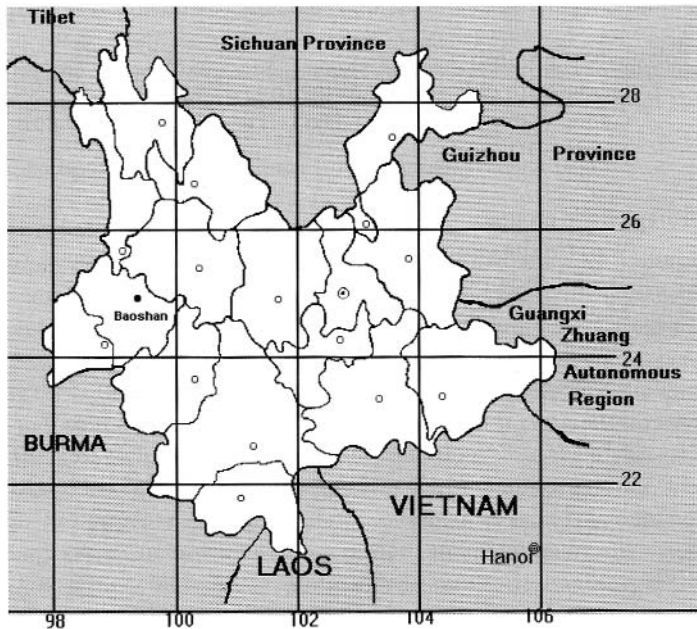 Tibet
Sichuan Province
28
Guizhou Province
26
Baoshan
Guangxi
Zhuang
24
Autonomous
Region
BURMA
22
VIETNAM
Hanoi
LAOS
98 100 102 104 106